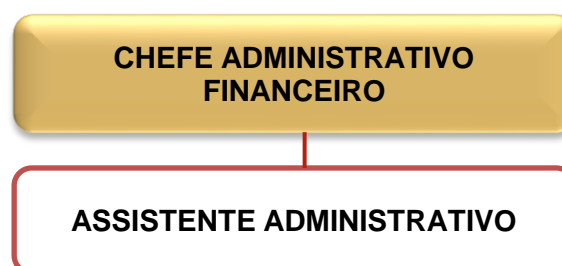 CHEFE ADMINISTRATIVO
FINANCEIRO
ASSISTENTE ADMINISTRATIVO